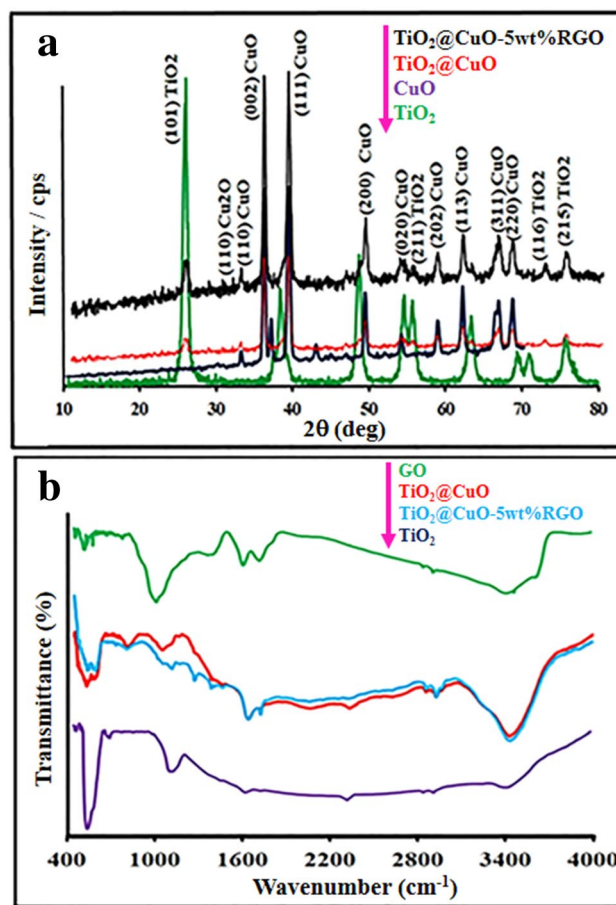 a
TiO2@CuO-5wt%RGO
TiO2@CuO
CuO
TiO2
(101) TiO2
(110) Cu2O
(110) CuO
(002) CuO
(111) CuO
(200) CuO
(020) CuO
(211) TiO2
(202) CuO
(113) CuO
(311) CuO
(220) CuO
(116) TiO2
(215) TiO2
Intensity / cps
10 20 30 40 50 60 70 80
2θ (deg)
b
GO
TiO2@CuO
TiO2@CuO-5wt%RGO
TiO2
Transmittance (%)
400 1000 1600 2200 2800 3400 4000
Wavenumber (cm-1)